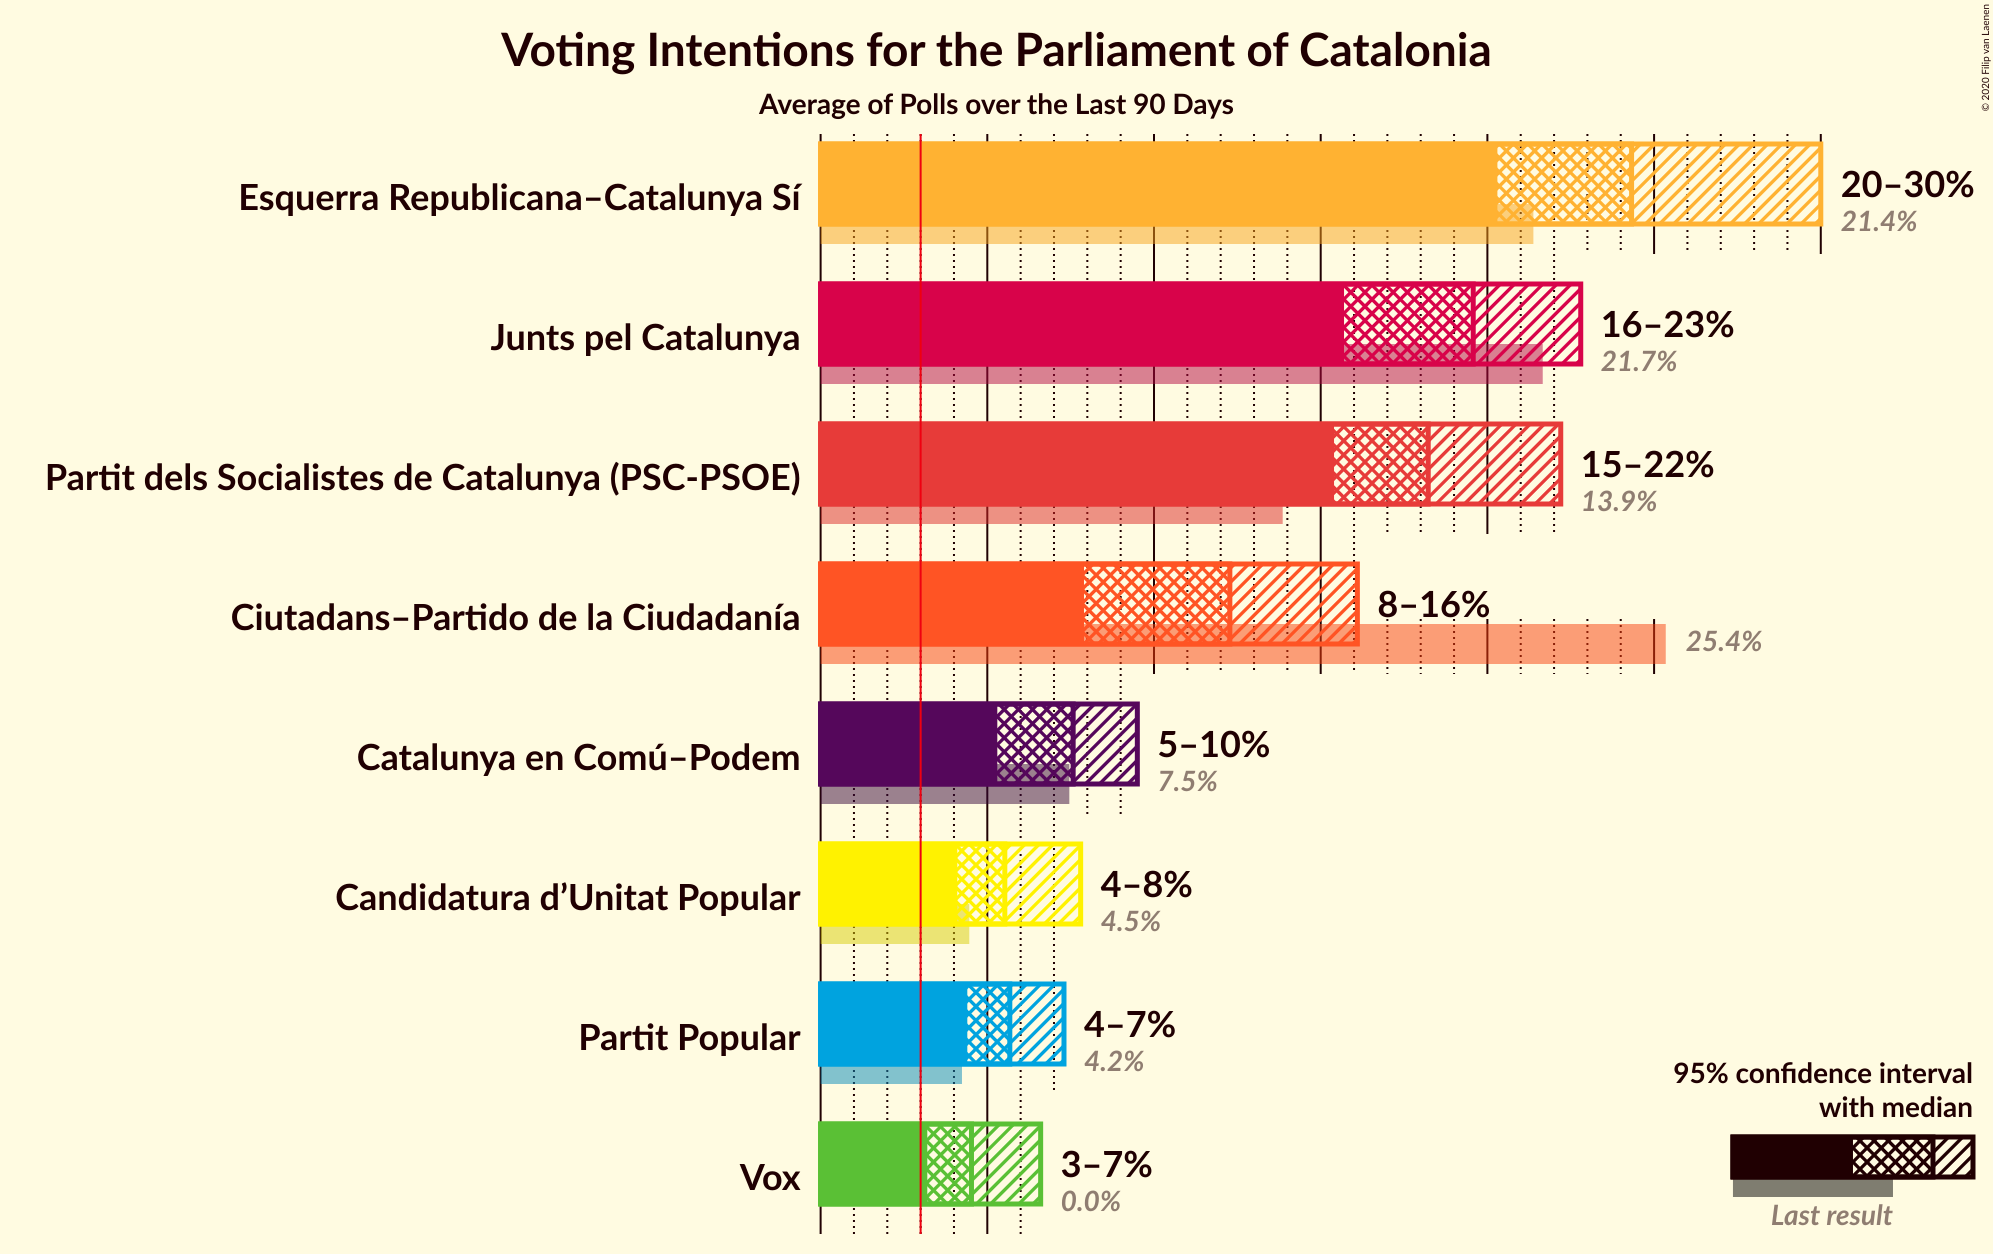 © 2020 Filip van Laenen
Voting Intentions for the Parliament of Catalonia
Average of Polls over the Last 90 Days
Esquerra Republicana–Catalunya Sí
20–30%
21.4%
Junts pel Catalunya
16–23%
21.7%
Partit dels Socialistes de Catalunya (PSC-PSOE)
15–22%
13.9%
Ciutadans–Partido de la Ciudadanía
8–16%
25.4%
Catalunya en Comú–Podem
5–10%
7.5%
Candidatura d’Unitat Popular
4–8%
4.5%
Partit Popular
4–7%
4.2%
Vox
3–7%
0.0%
95% confidence interval
with median
Last result